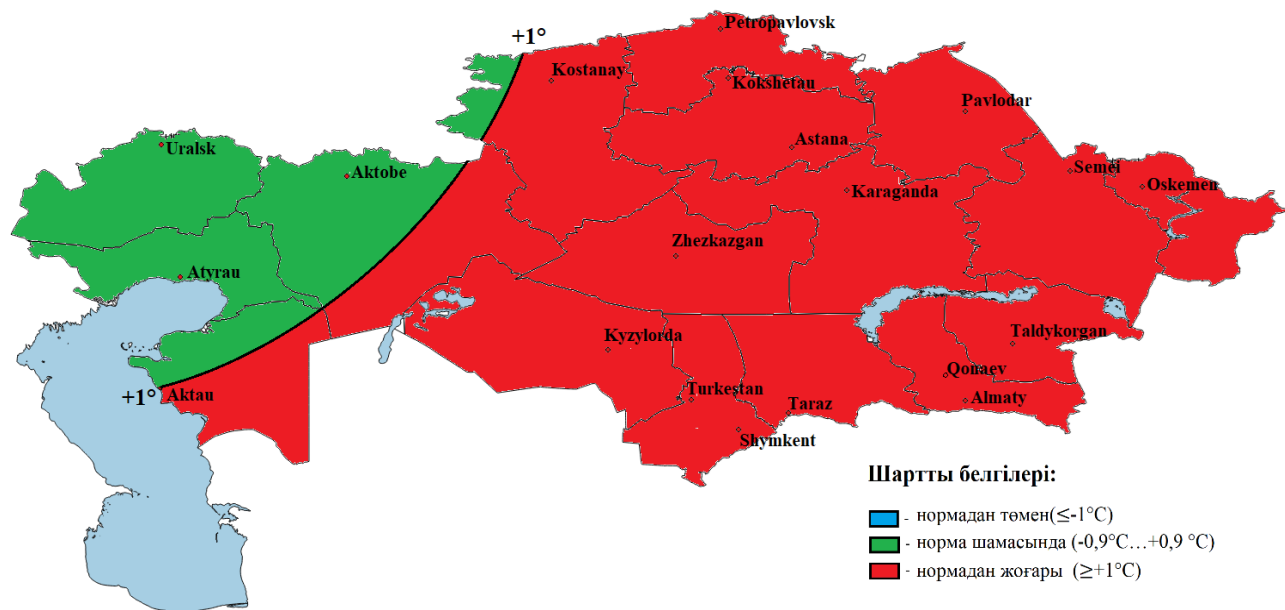 Petropavlovsk
+1°
Kostanay
Kokshetau
Pavlodar
Astana
Uralsk
Aktobe
Semei
Oskemen
Karaganda
Zhezkazgan
Atyrau
Taldykorgan
Kyzylorda
Qonaev
+1°
Aktau
Turkestan
Taraz
Almaty
Shymkent
Шартты белгілері:
- нормадан төмен(≤-1°C)
- норма шамасында (-0,9°C…+0,9 °C)
- нормадан жоғары (≥+1°C)